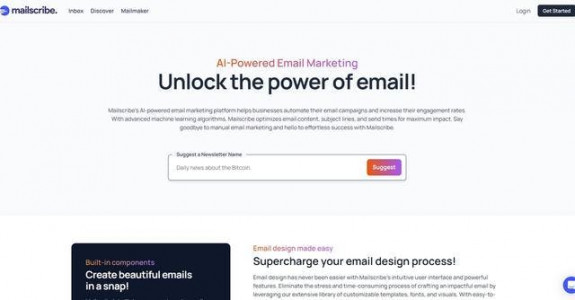 mailscribe.
Inbox Discover Mailmaker
Login
Get Started
AI-Powered Email Marketing
Unlock the power of email!
Mailscribe's AI-powered email marketing platform helps businesses automate their email campaigns and increase their engagement rates.
With advanced machine learning algorithms, Mailscribe optimizes email content, subject lines, and send times for maximum impact. Say
goodbye to manual email marketing and hello to effortless success with Mailscribe.
Suggest a Newsletter Name
Daily news about the Bitcoin
Suggest
Built-in components
Create beautiful emails
in a snap!
Email design made easy
Supercharge your email design process!
Email design has never been easier with Mailscribe's intuitive user interface and powerful
features. Eliminate the stress and time-consuming process of crafting an impactful email by
leveraging our extensive library of customizable templates, fonts, and visuals. With easy-to-